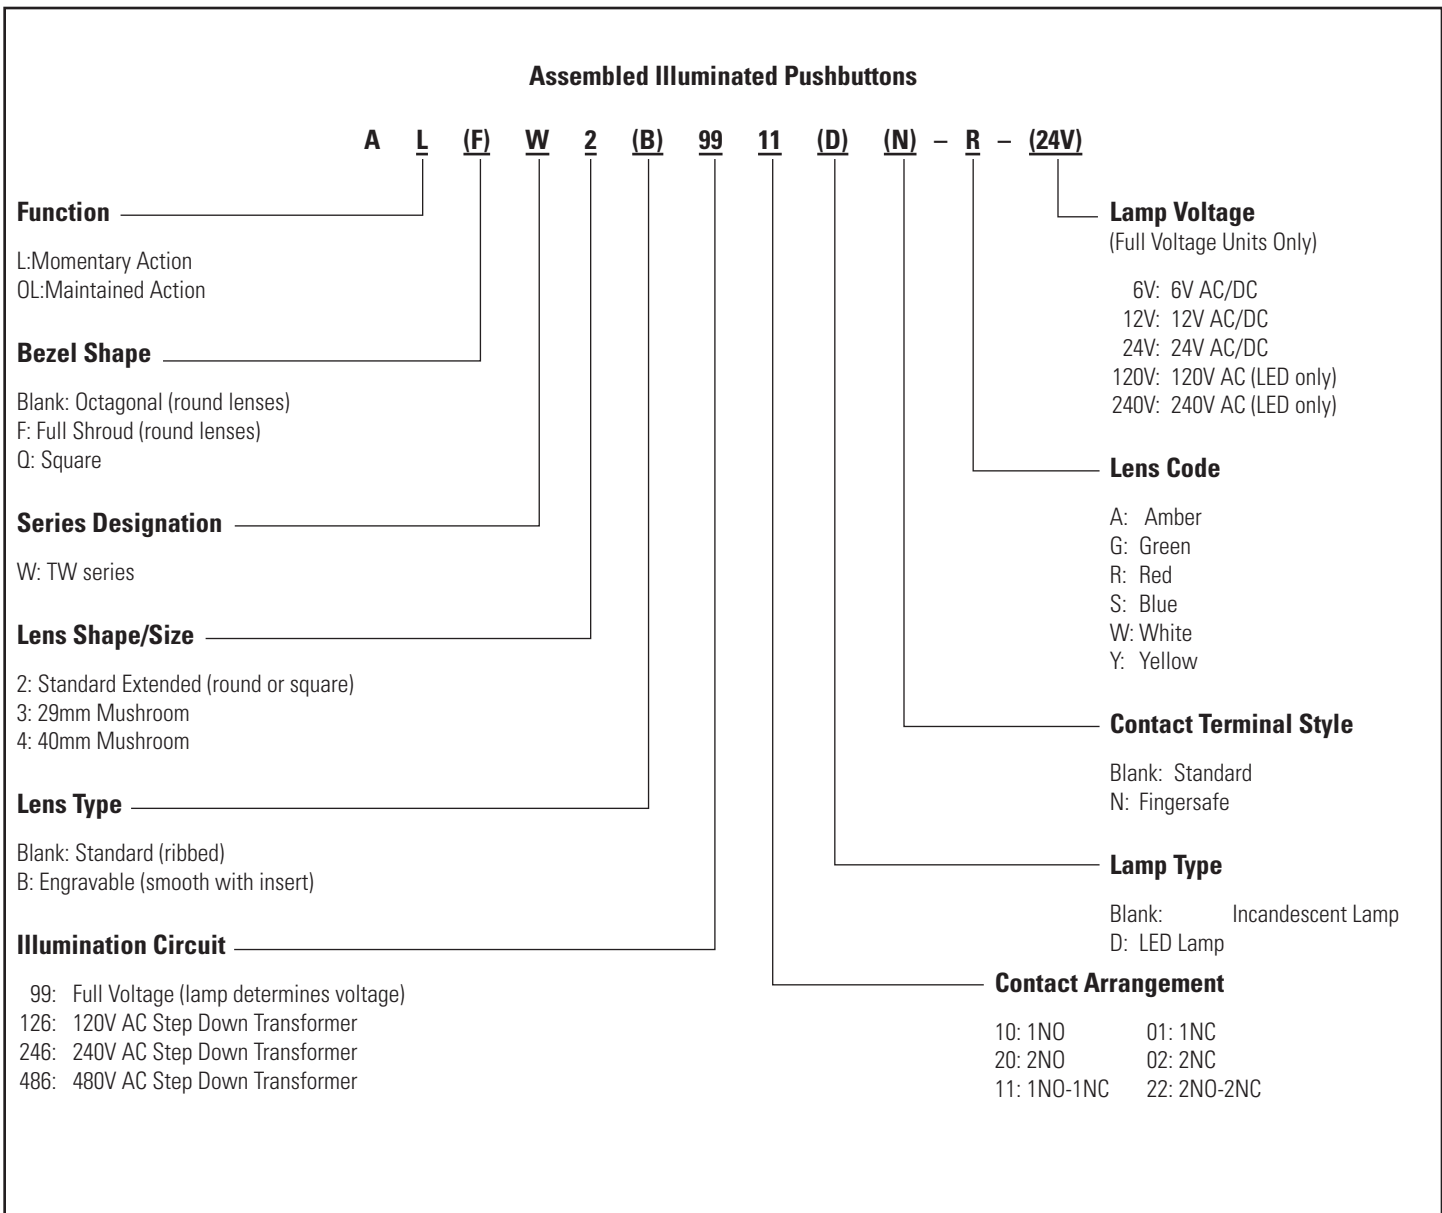 Assembled Illuminated Pushbuttons
A L (F) W 2 (B) 99 11 (D) (N) – R – (24V)
Function
L:Momentary Action
OL:Maintained Action
Bezel Shape
Blank: Octagonal (round lenses)
F: Full Shroud (round lenses)
Q: Square
Series Designation
W: TW series
Lens Shape/Size
2: Standard Extended (round or square)
3: 29mm Mushroom
4: 40mm Mushroom
Lens Type
Blank: Standard (ribbed)
B: Engravable (smooth with insert)
Illumination Circuit
99: Full Voltage (lamp determines voltage)
126: 120V AC Step Down Transformer
246: 240V AC Step Down Transformer
486: 480V AC Step Down Transformer
Lamp Voltage
(Full Voltage Units Only)
6V: 6V AC/DC
12V: 12V AC/DC
24V: 24V AC/DC
120V: 120V AC (LED only)
240V: 240V AC (LED only)
Lens Code
A: Amber
G: Green
R: Red
S: Blue
W: White
Y: Yellow
Contact Terminal Style
Blank: Standard
N: Fingersafe
Lamp Type
Blank: Incandescent Lamp
D: LED Lamp
Contact Arrangement
10: 1NO 01: 1NC
20: 2NO 02: 2NC
11: 1NO-1NC 22: 2NO-2NC